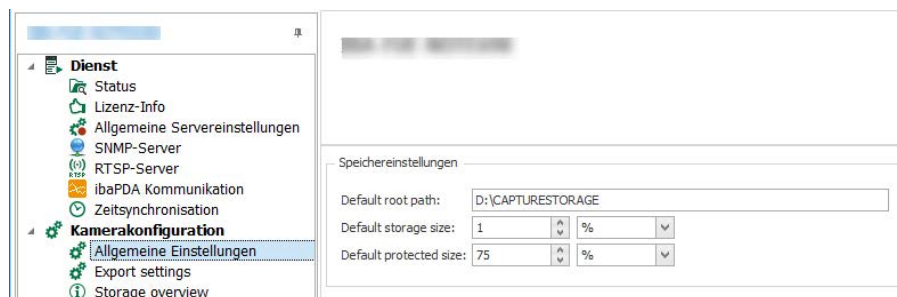 Dienst
Status
Lizenz-Info
Allgemeine Servereinstellungen
SNMP-Server
RTSP
RTSP-Server
ibaPDA Kommunikation
Zeitsynchronisation
Kamerakonfiguration
Allgemeine Einstellungen
Export settings
Storage overview
Speichereinstellungen
Default root path: D:\CAPTURESTORAGE
Default storage size: 1 %
Default protected size: 75 %